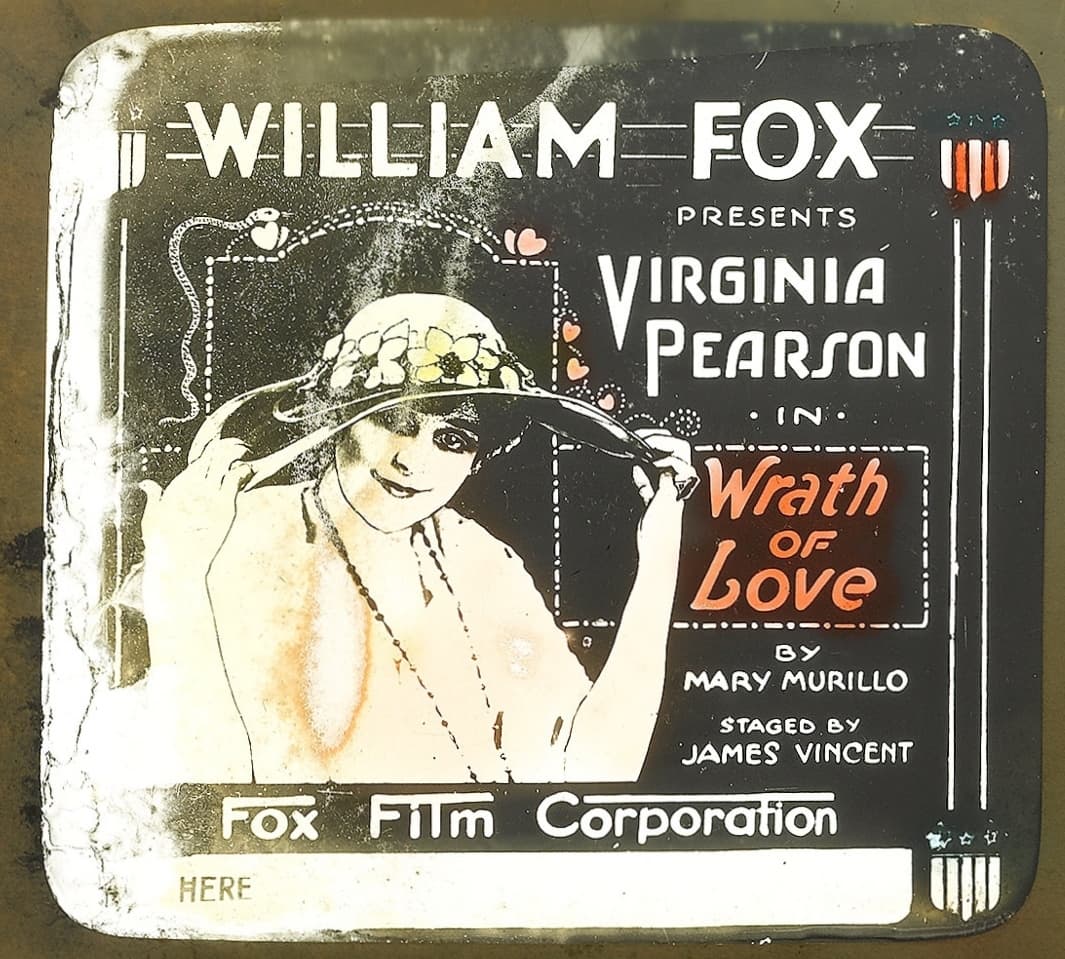 WILLIAM FOX
PRESENTS
VIRGINIA
PEARSON
· IN ·
Wrath
OF
Love
BY
MARY MURILLO
STAGED BY
JAMES VINCENT
Fox Film Corporation
HERE